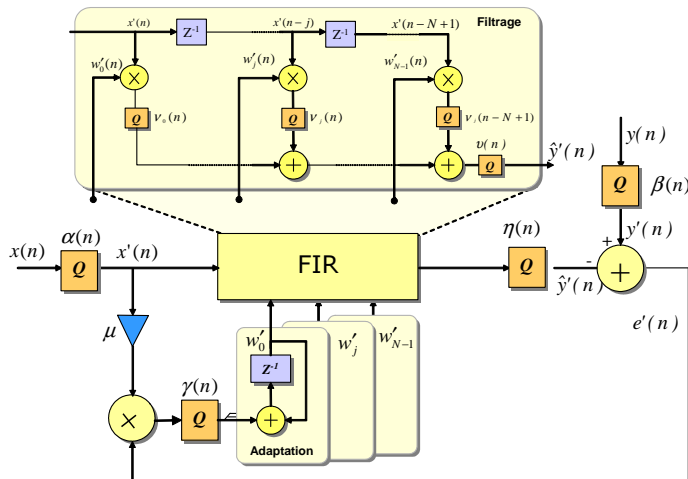 x'(n) Z⁻¹ x'(n−j) Z⁻¹ x'(n−N+1) Filtrage
w'₀(n) × w'ⱼ(n) × w'_{N−1}(n) ×
Q ν₀(n) Q νⱼ(n) Q νⱼ(n−N+1)
+ + υ(n) Q ŷ'(n)
y(n)
Q β(n)
x(n) α(n) Q x'(n) FIR η(n) Q ŷ'(n) - + y'(n) +
e'(n)
μ
w'₀ w'ⱼ w'_{N−1}
Z⁻¹
× γ(n) Q +
Adaptation